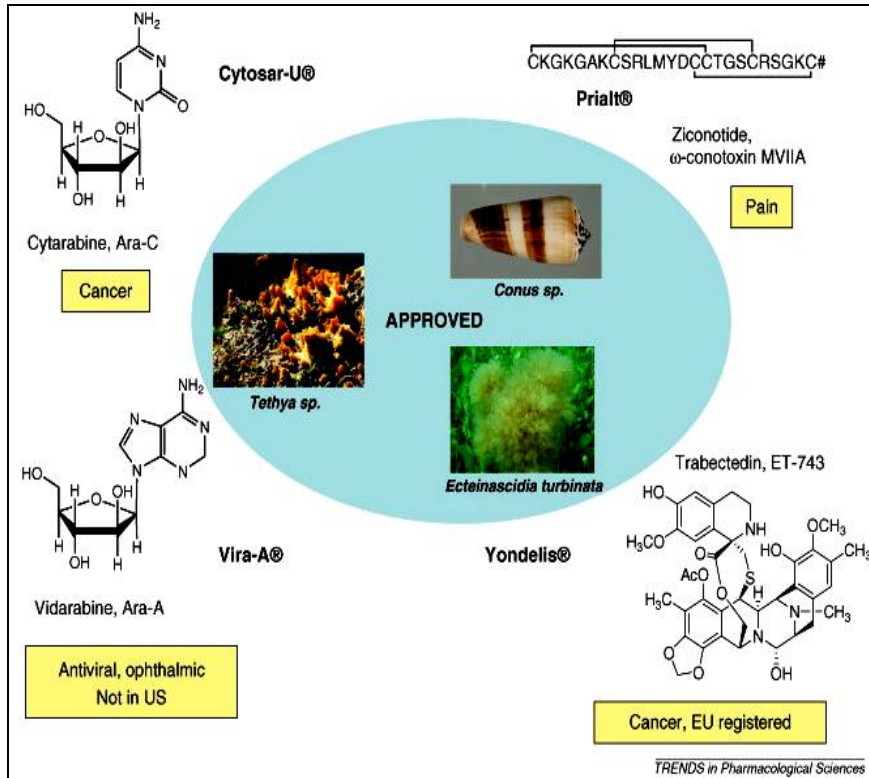 Cytosar-U®
NH2
N
N
O
HO
O
OH
H
H
H
H
OH
Cytarabine, Ara-C
Cancer
CKGKGAKCSRLMYDCCTGSCRSGKC#
Prialt®
Ziconotide,
ω-conotoxin MVIIA
Pain
Conus sp.
APPROVED
Tethya sp.
Ecteinascidia turbinata
NH2
N
N
N
N
HO
O
OH
H
H
H
H
OH
Vira-A®
Vidarabine, Ara-A
Antiviral, ophthalmic
Not in US
Yondelis®
Trabectedin, ET-743
HO
H3CO
NH
O
S
AcO
O
H3C
H
HO
OCH3
CH3
N
CH3
N
O
O
OH
Cancer, EU registered
TRENDS in Pharmacological Sciences